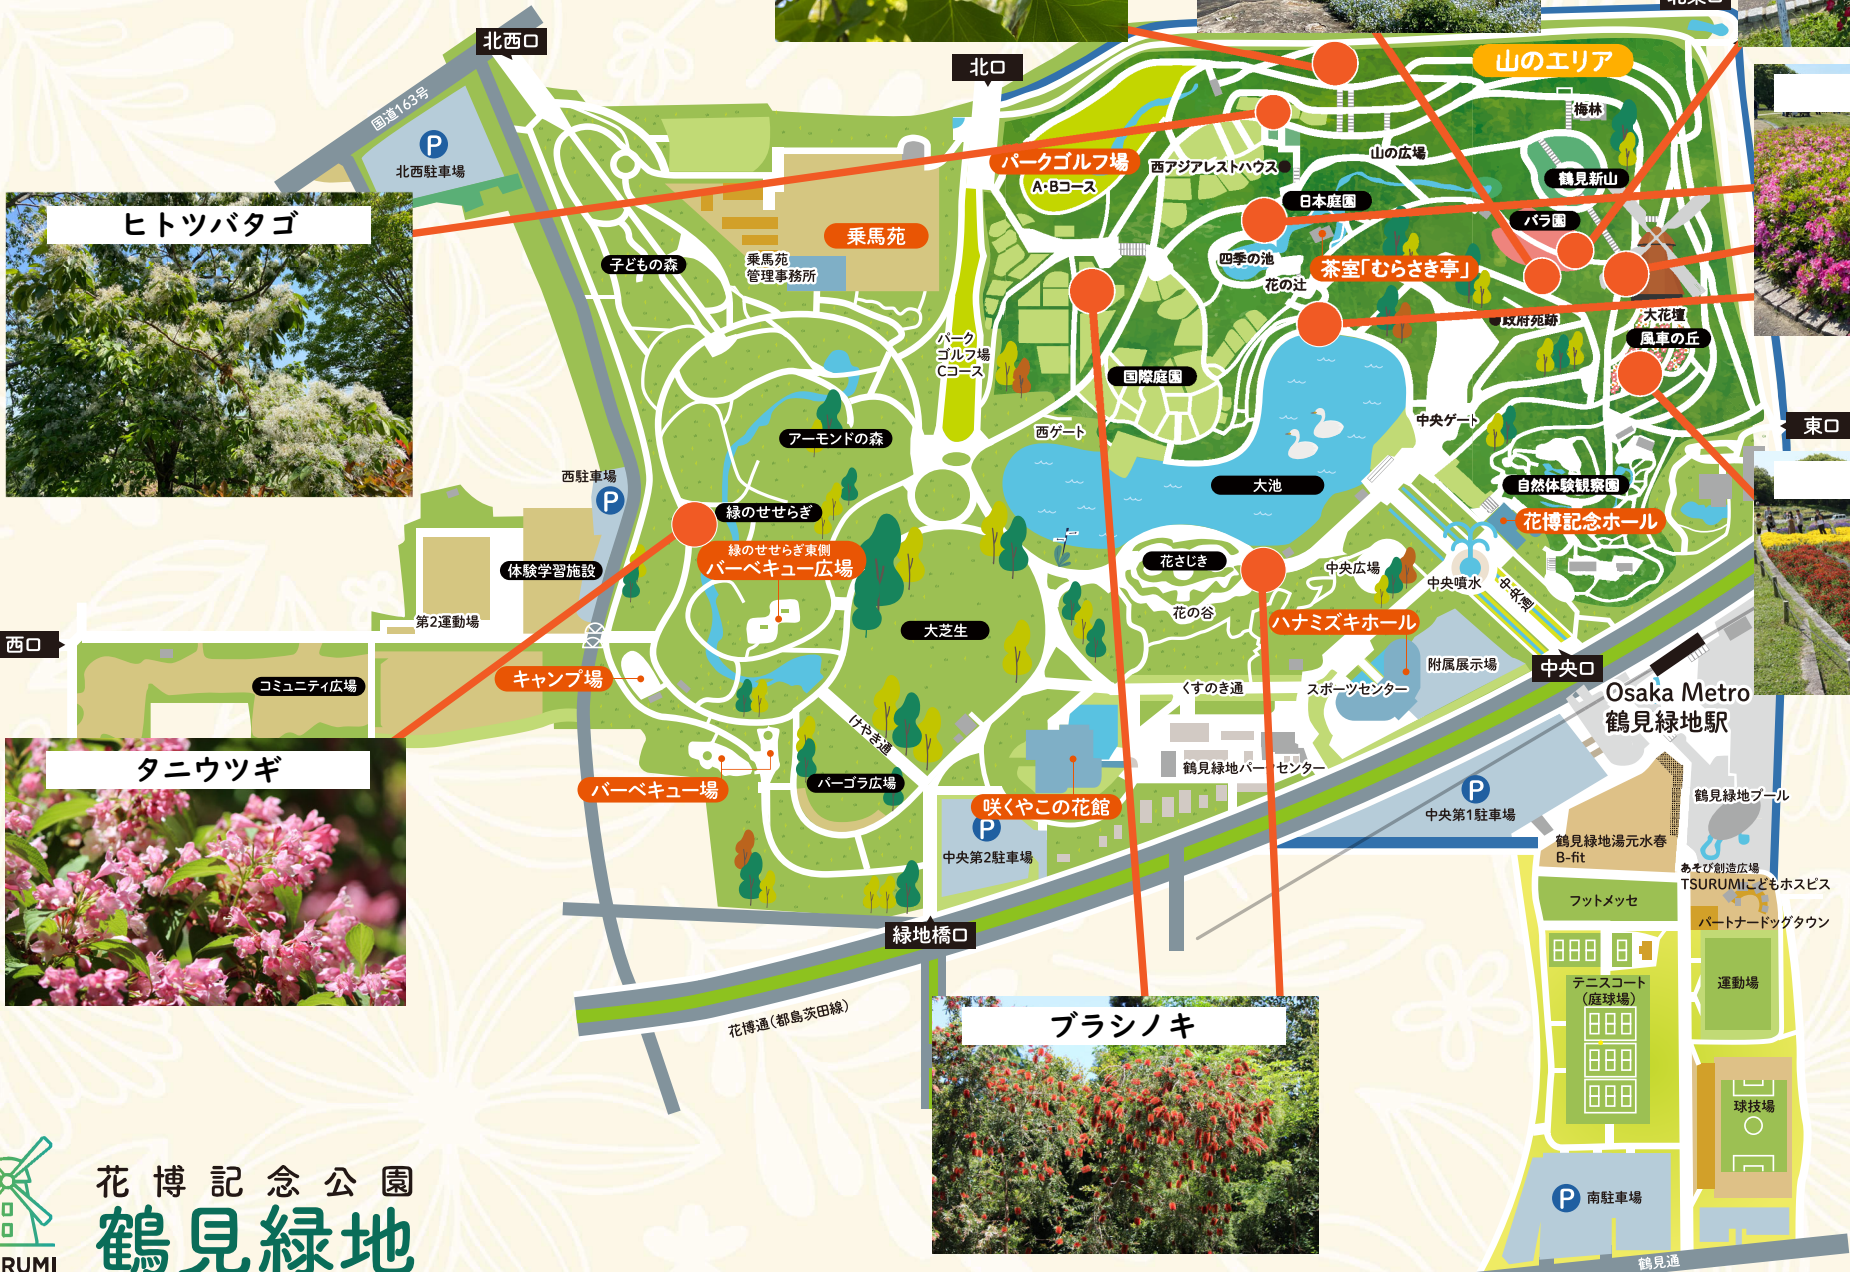 北西口
北口
山のエリア
国道163号
北西駐車場
梅林
山の広場
パークゴルフ場
A・Bコース
西アジアレストハウス
鶴見新山
ヒトツバタゴ
日本庭園
バラ園
乗馬苑
子どもの森
乗馬苑
管理事務所
四季の池
茶室「むらさき亭」
花の辻
政府苑跡
大花壇
風車の丘
パーク
ゴルフ場
Cコース
国際庭園
中央ゲート
東口
西ゲート
アーモンドの森
西駐車場
P
大池
自然体験観察園
緑のせせらぎ
花博記念ホール
緑のせせらぎ東側
バーベキュー広場
体験学習施設
花さじき
中央広場
中央噴水
中央通
花の谷
第2運動場
大芝生
ハナミズキホール
西口
附属展示場
中央口
キャンプ場
コミュニティ広場
くすのき通
スポーツセンター
Osaka Metro
鶴見緑地駅
けやき通
タニウツギ
鶴見緑地パークセンター
バーベキュー場
パーゴラ広場
咲くやこの花館
P
中央第1駐車場
鶴見緑地プール
P
中央第2駐車場
鶴見緑地湯元水春
B-fit
あそび創造広場
TSURUMIこどもホスピス
フットメッセ
パートナードッグタウン
緑地橋口
テニスコート
(庭球場)
運動場
花博通(都島茨田線)
ブラシノキ
球技場
P
南駐車場
花博記念公園
鶴見緑地
RUMI
鶴見通
P